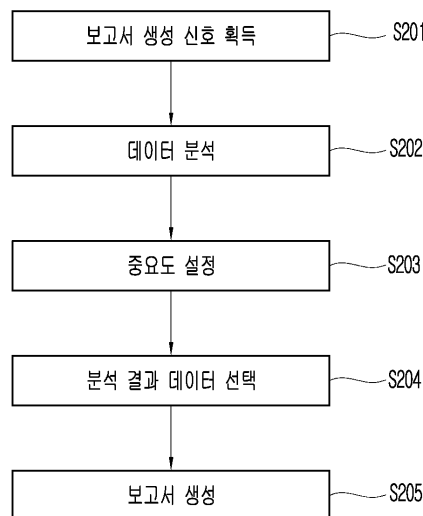 보고서 생성 신호 획득 S201
데이터 분석 S202
중요도 설정 S203
분석 결과 데이터 선택 S204
보고서 생성 S205